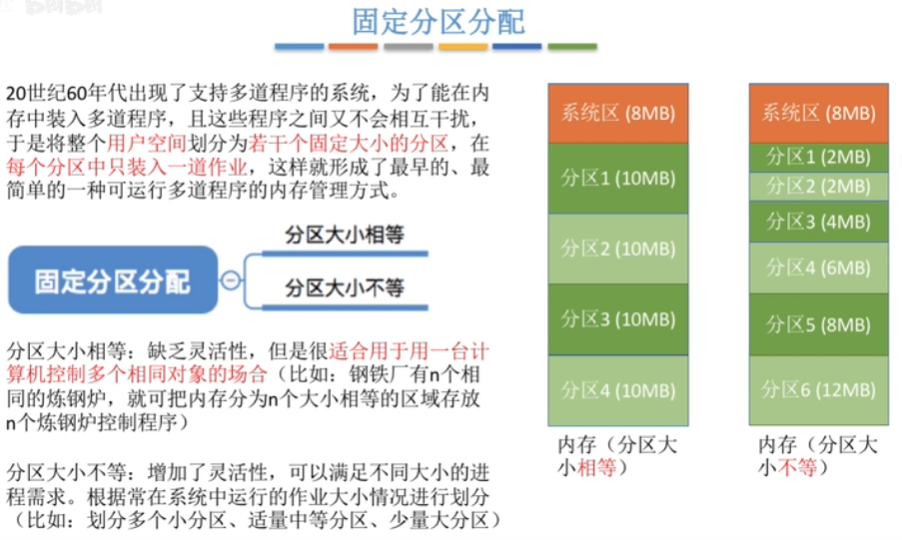 固定分区分配
20世纪60年代出现了支持多道程序的系统，为了能在内
存中装入多道程序，且这些程序之间又不会相互干扰，
于是将整个用户空间划分为若干个固定大小的分区，在
每个分区中只装入一道作业，这样就形成了最早的、最
简单的一种可运行多道程序的内存管理方式。
固定分区分配
分区大小相等
分区大小不等
分区大小相等：缺乏灵活性，但是很适合用于用一台计
算机控制多个相同对象的场合（比如：钢铁厂有n个相
同的炼钢炉，就可把内存分为n个大小相等的区域存放
n个炼钢炉控制程序）
分区大小不等：增加了灵活性，可以满足不同大小的进
程需求。根据常在系统中运行的作业大小情况进行划分
（比如：划分多个小分区、适量中等分区、少量大分区）
系统区 (8MB)
分区1 (10MB)
分区2 (10MB)
分区3 (10MB)
分区4 (10MB)
内存（分区大
小相等）
系统区 (8MB)
分区1 (2MB)
分区2 (2MB)
分区3 (4MB)
分区4 (6MB)
分区5 (8MB)
分区6 (12MB)
内存（分区大
小不等）